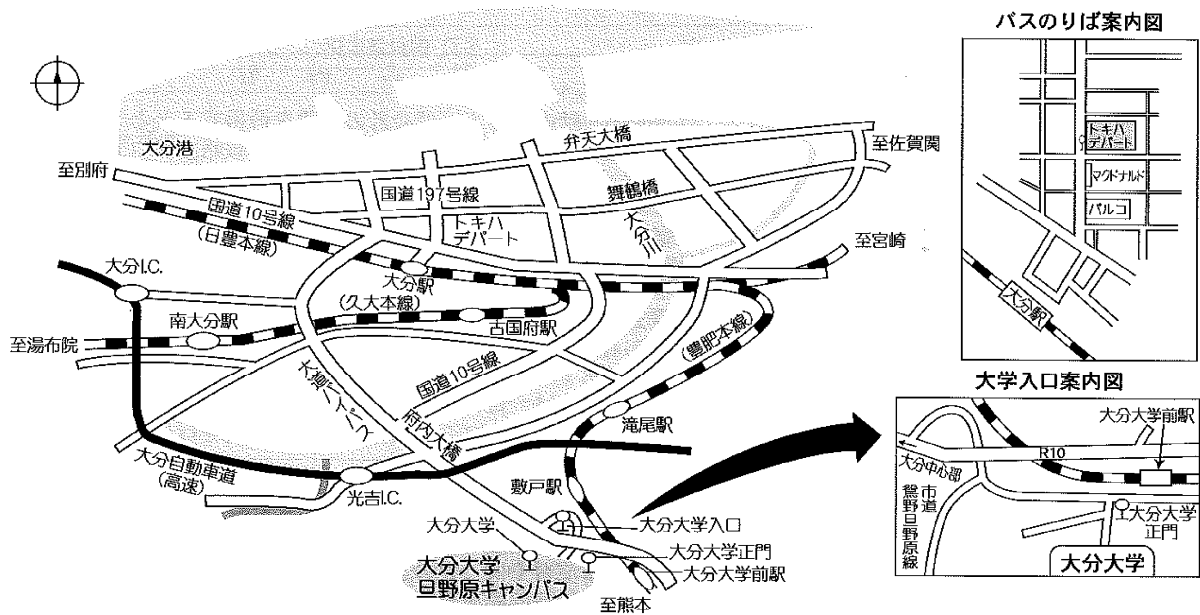 バスのりば案内図
トキハ
デパート
マクドナルド
パルコ
大分駅
大分港
至別府
弁天大橋
至佐賀関
国道197号線
舞鶴橋
国道10号線
(日豊本線)
トキハ
デパート
大分川
至宮崎
大分I.C.
大分駅
(久大本線)
南大分駅
古国府駅
至湯布院
(豊肥本線)
国道10号線
大道バイパス
府内大橋
滝尾駅
大分自動車道
(高速)
光吉I.C.
敷戸駅
大分大学
大分大学入口
大分大学正門
大分大学前駅
大分大学
旦野原キャンパス
至熊本
大学入口案内図
大分大学前駅
R10
大分中心部
市道
鴛野旦野原線
大分大学
正門
大分大学